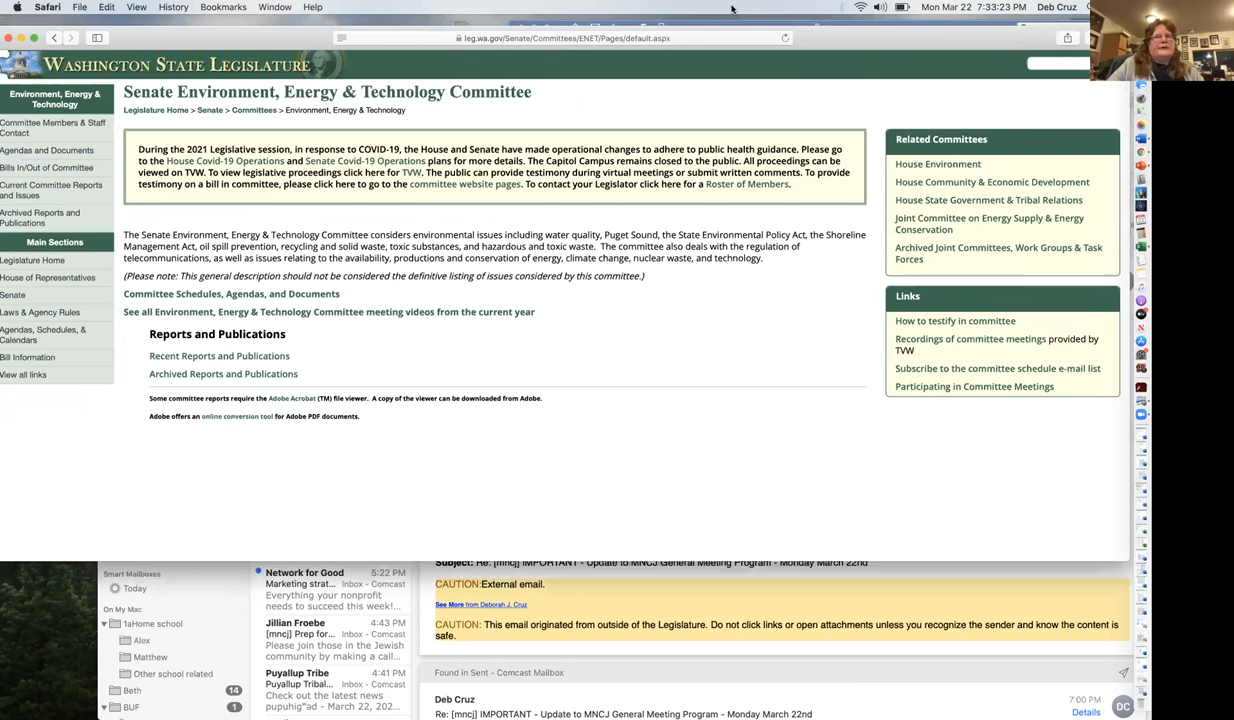 Safari File Edit View History Bookmarks Window Help Mon Mar 22 7:33:23 PM Deb Cruz
leg.wa.gov/Senate/Committees/ENET/Pages/default.aspx
WASHINGTON STATE LEGISLATURE
Environment, Energy &
Technology
Committee Members & Staff
Contact
Agendas and Documents
Bills In/Out of Committee
Current Committee Reports
and Issues
Archived Reports and
Publications
Main Sections
Legislature Home
House of Representatives
Senate
Laws & Agency Rules
Agendas, Schedules, &
Calendars
Bill Information
View all links
Senate Environment, Energy & Technology Committee
Legislature Home > Senate > Committees > Environment, Energy & Technology
During the 2021 Legislative session, in response to COVID-19, the House and Senate have made operational changes to adhere to public health guidance. Please go
to the House Covid-19 Operations and Senate Covid-19 Operations plans for more details. The Capitol Campus remains closed to the public. All proceedings can be
viewed on TVW. To view legislative proceedings click here for TVW. The public can provide testimony during virtual meetings or submit written comments. To provide
testimony on a bill in committee, please click here to go to the committee website pages. To contact your Legislator click here for a Roster of Members.
The Senate Environment, Energy & Technology Committee considers environmental issues including water quality, Puget Sound, the State Environmental Policy Act, the Shoreline
Management Act, oil spill prevention, recycling and solid waste, toxic substances, and hazardous and toxic waste. The committee also deals with the regulation of
telecommunications, as well as issues relating to the availability, productions and conservation of energy, climate change, nuclear waste, and technology.
(Please note: This general description should not be considered the definitive listing of issues considered by this committee.)
Committee Schedules, Agendas, and Documents
See all Environment, Energy & Technology Committee meeting videos from the current year
Reports and Publications
Recent Reports and Publications
Archived Reports and Publications
Some committee reports require the Adobe Acrobat (TM) file viewer. A copy of the viewer can be downloaded from Adobe.
Adobe offers an online conversion tool for Adobe PDF documents.
Related Committees
House Environment
House Community & Economic Development
House State Government & Tribal Relations
Joint Committee on Energy Supply & Energy
Conservation
Archived Joint Committees, Work Groups & Task
Forces
Links
How to testify in committee
Recordings of committee meetings provided by
TVW
Subscribe to the committee schedule e-mail list
Participating in Committee Meetings
Smart Mailboxes
Today
On My Mac
1aHome school
Alex
Matthew
Other school related
Beth 14
BUF 1
Network for Good 5:22 PM
Marketing strat... Inbox - Comcast
Everything your nonprofit
needs to succeed this week!...
Jillian Froebe 4:43 PM
[mncj] Prep for... Inbox - Comcast
Please join those in the Jewish
community by making a call...
Puyallup Tribe 4:41 PM
Puyallup Tribal... Inbox - Comcast
Check out the latest news
pupuhigʷad - March 22, 202...
Subject: Re: [mncj] IMPORTANT - Update to MNCJ General Meeting Program - Monday March 22nd
CAUTION:External email.
See More from Deborah J. Cruz
CAUTION: This email originated from outside of the Legislature. Do not click links or open attachments unless you recognize the sender and know the content is
safe.
Found in Sent - Comcast Mailbox
Deb Cruz 7:00 PM
Details DC
Re: [mncj] IMPORTANT - Update to MNCJ General Meeting Program - Monday March 22nd